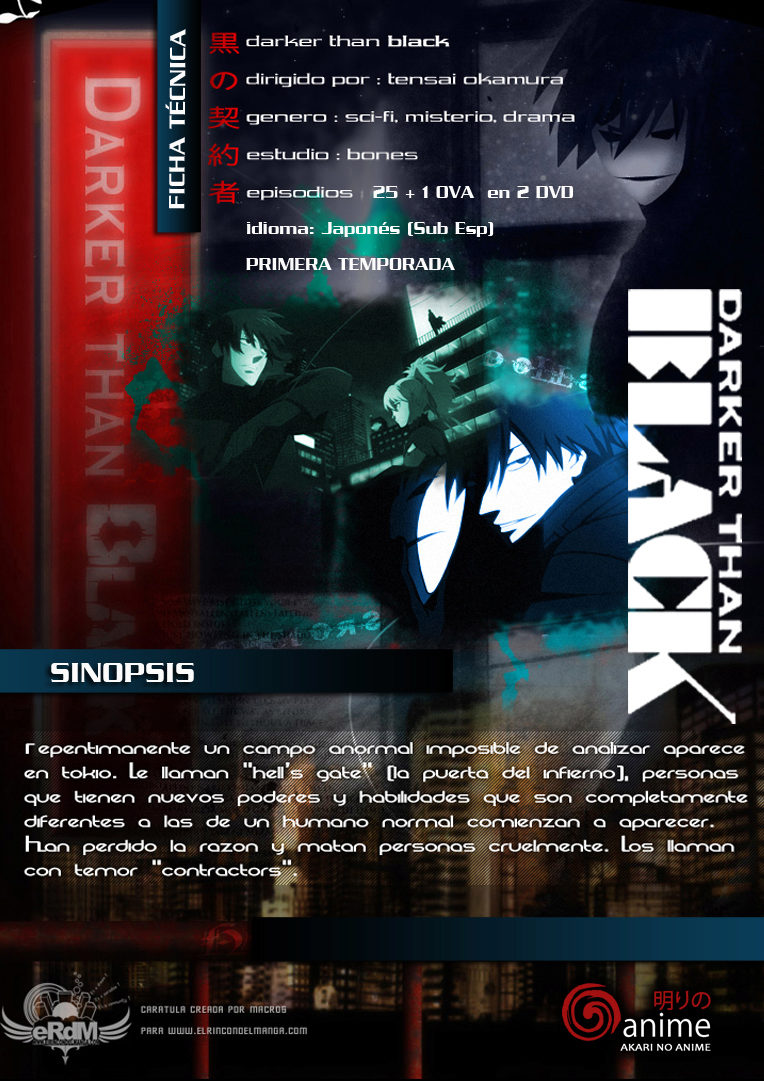 FICHA TÉCNICA
黒の契約者
darker than black
dirigido por : tensai okamura
genero : sci-fi, misterio, drama
estudio : bones
episodios : 25 + 1 OVA en 2 DVD
idioma: Japonés (Sub Esp)
PRIMERA TEMPORADA
DARKER THAN BLACK
DARKER THAN
BLACK
SINOPSIS
repentimanente un campo anormal imposible de analizar aparece
en tokio. Le llaman "hell's gate" (la puerta del infierno), personas
que tienen nuevos poderes y habilidades que son completamente
diferentes a las de un humano normal comienzan a aparecer.
Han perdido la razon y matan personas cruelmente. Los llaman
con temor "contractors".
eRdM
CARATULA CREADA POR MACROS
PARA WWW.ELRINCONDELMANGA.COM
明りの
anime
AKARI NO ANIME